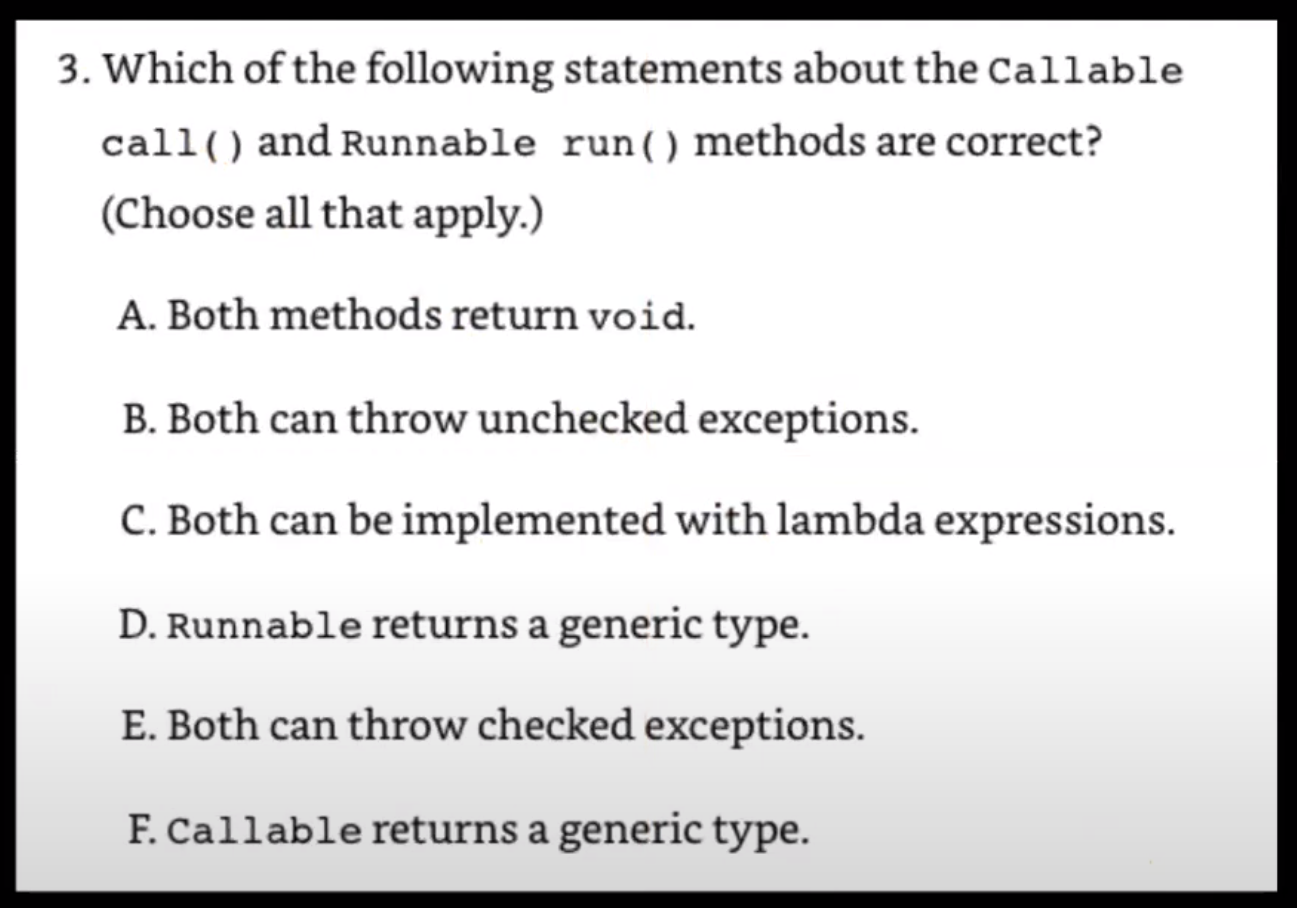 3. Which of the following statements about the Callable
call() and Runnable run() methods are correct?
(Choose all that apply.)
A. Both methods return void.
B. Both can throw unchecked exceptions.
C. Both can be implemented with lambda expressions.
D. Runnable returns a generic type.
E. Both can throw checked exceptions.
F. Callable returns a generic type.